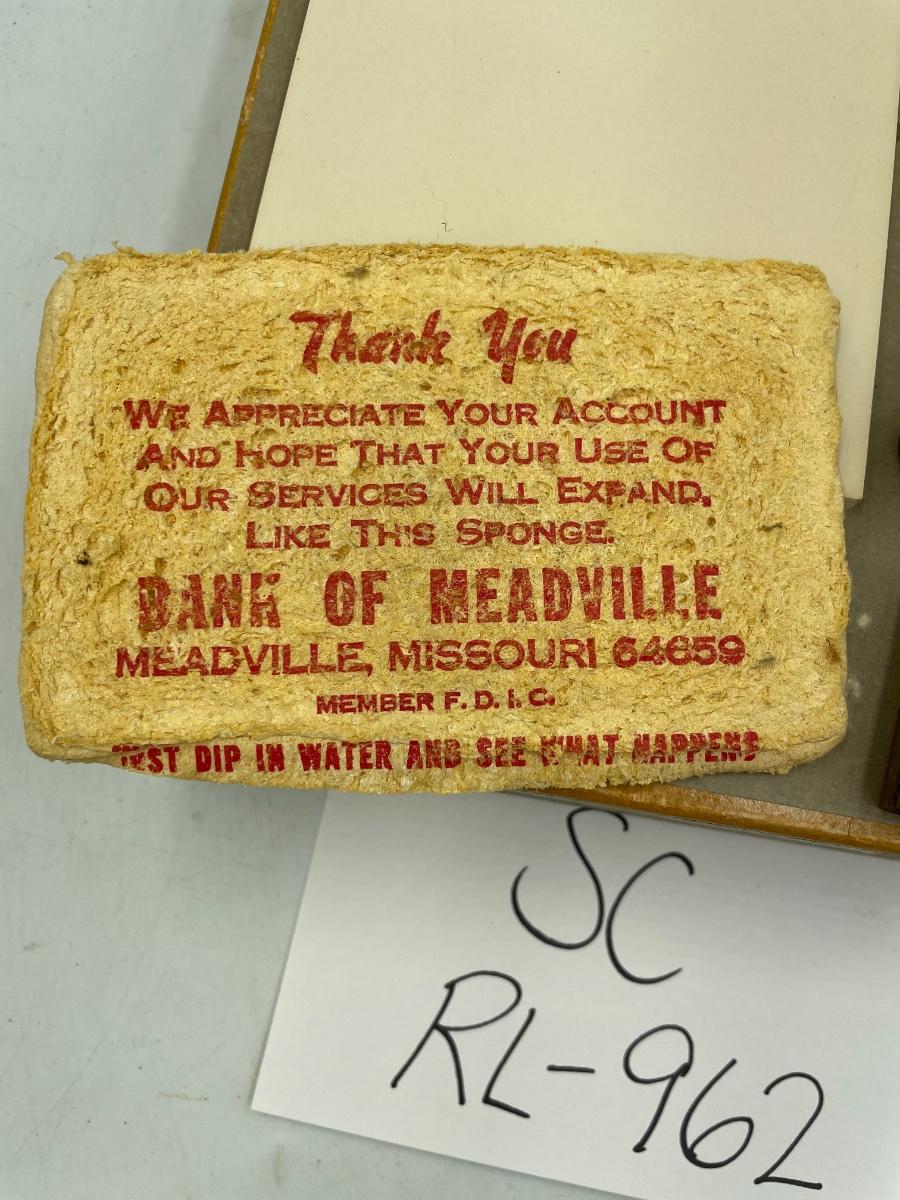 Thank You
WE APPRECIATE YOUR ACCOUNT
AND HOPE THAT YOUR USE OF
OUR SERVICES WILL EXPAND,
LIKE THIS SPONGE.
BANK OF MEADVILLE
MEADVILLE, MISSOURI 64659
MEMBER F. D. I. C.
JUST DIP IN WATER AND SEE WHAT HAPPENS
SC
RL-962